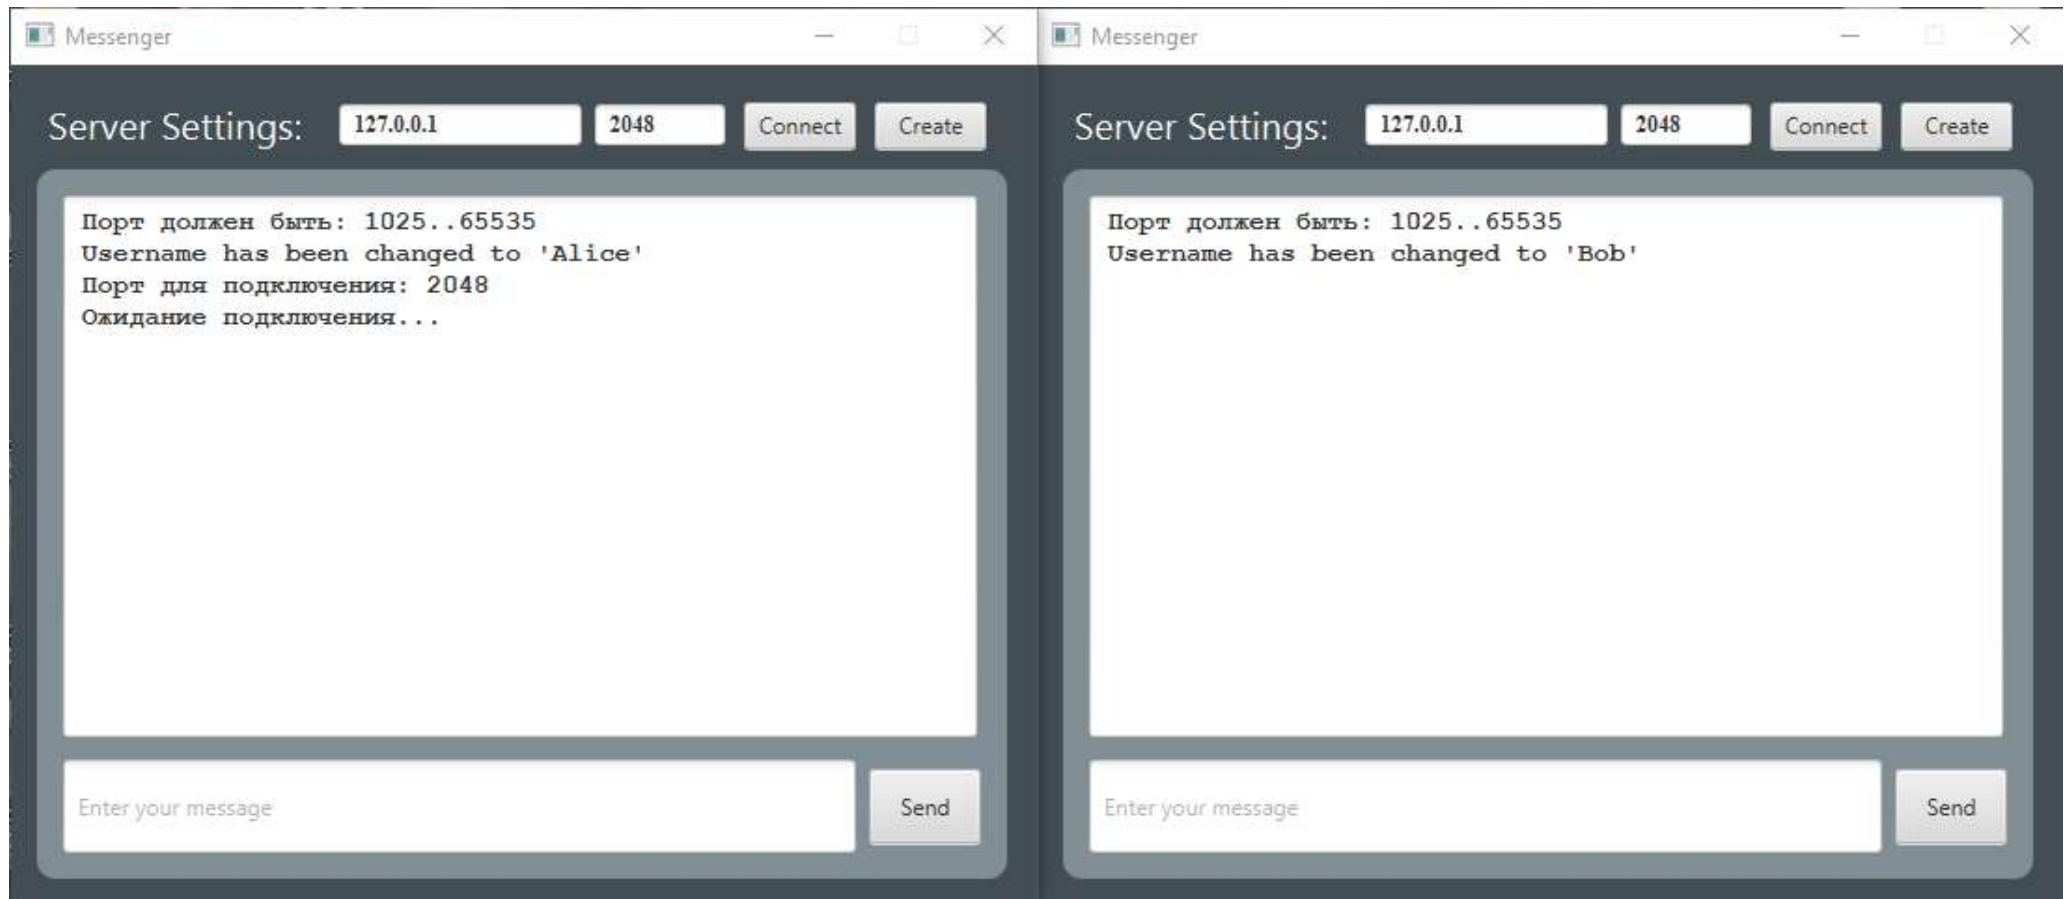 Messenger
Server Settings: 127.0.0.1 2048 Connect Create
Порт должен быть: 1025..65535
Username has been changed to 'Alice'
Порт для подключения: 2048
Ожидание подключения...
Enter your message
Send
Messenger
Server Settings: 127.0.0.1 2048 Connect Create
Порт должен быть: 1025..65535
Username has been changed to 'Bob'
Enter your message
Send